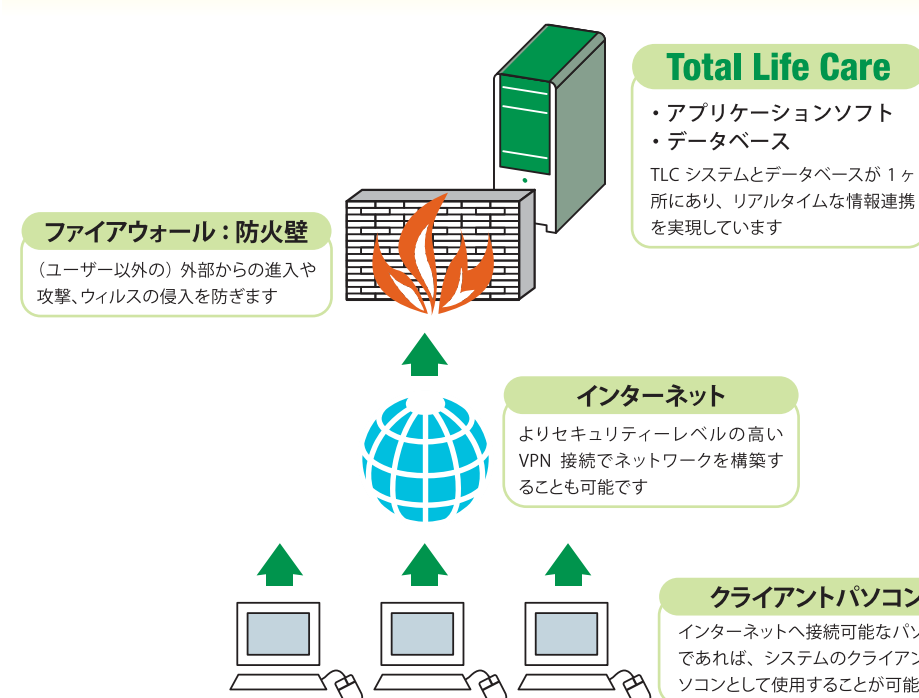 Total Life Care
・アプリケーションソフト
・データベース
TLC システムとデータベースが 1 ヶ
所にあり、リアルタイムな情報連携
を実現しています
ファイアウォール：防火壁
（ユーザー以外の）外部からの進入や
攻撃、ウィルスの侵入を防ぎます
インターネット
よりセキュリティーレベルの高い
VPN 接続でネットワークを構築す
ることも可能です
クライアントパソコン
インターネットへ接続可能なパソ
であれば、システムのクライアン
ソコンとして使用することが可能